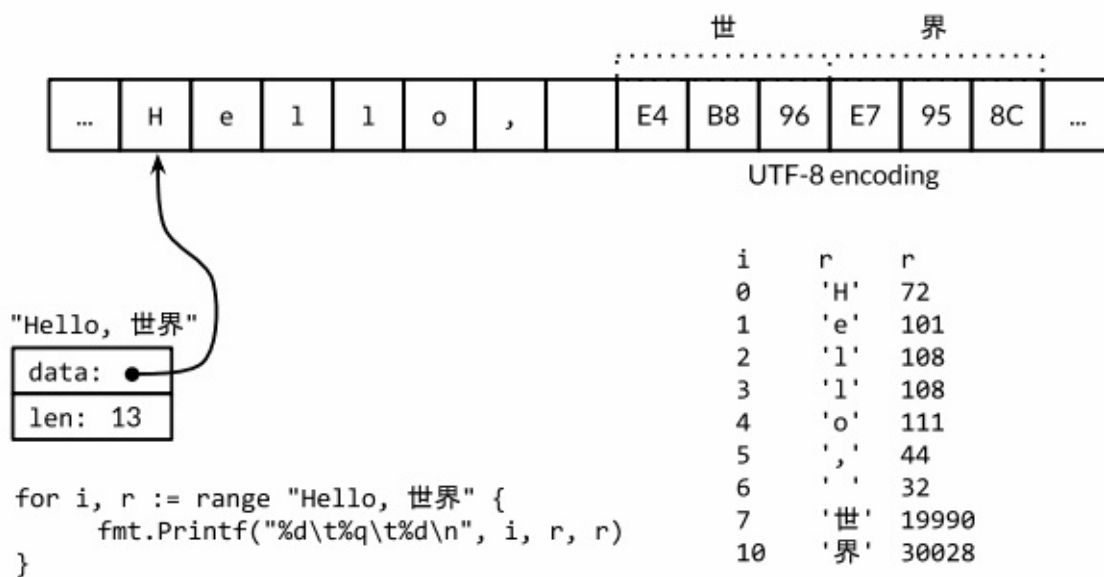 世 界
… H e l l o , E4 B8 96 E7 95 8C …
UTF-8 encoding
"Hello, 世界"
data:
len: 13
for i, r := range "Hello, 世界" {
fmt.Printf("%d\t%q\t%d\n", i, r, r)
}
i r r
0 'H' 72
1 'e' 101
2 'l' 108
3 'l' 108
4 'o' 111
5 ',' 44
6 ' ' 32
7 '世' 19990
10 '界' 30028